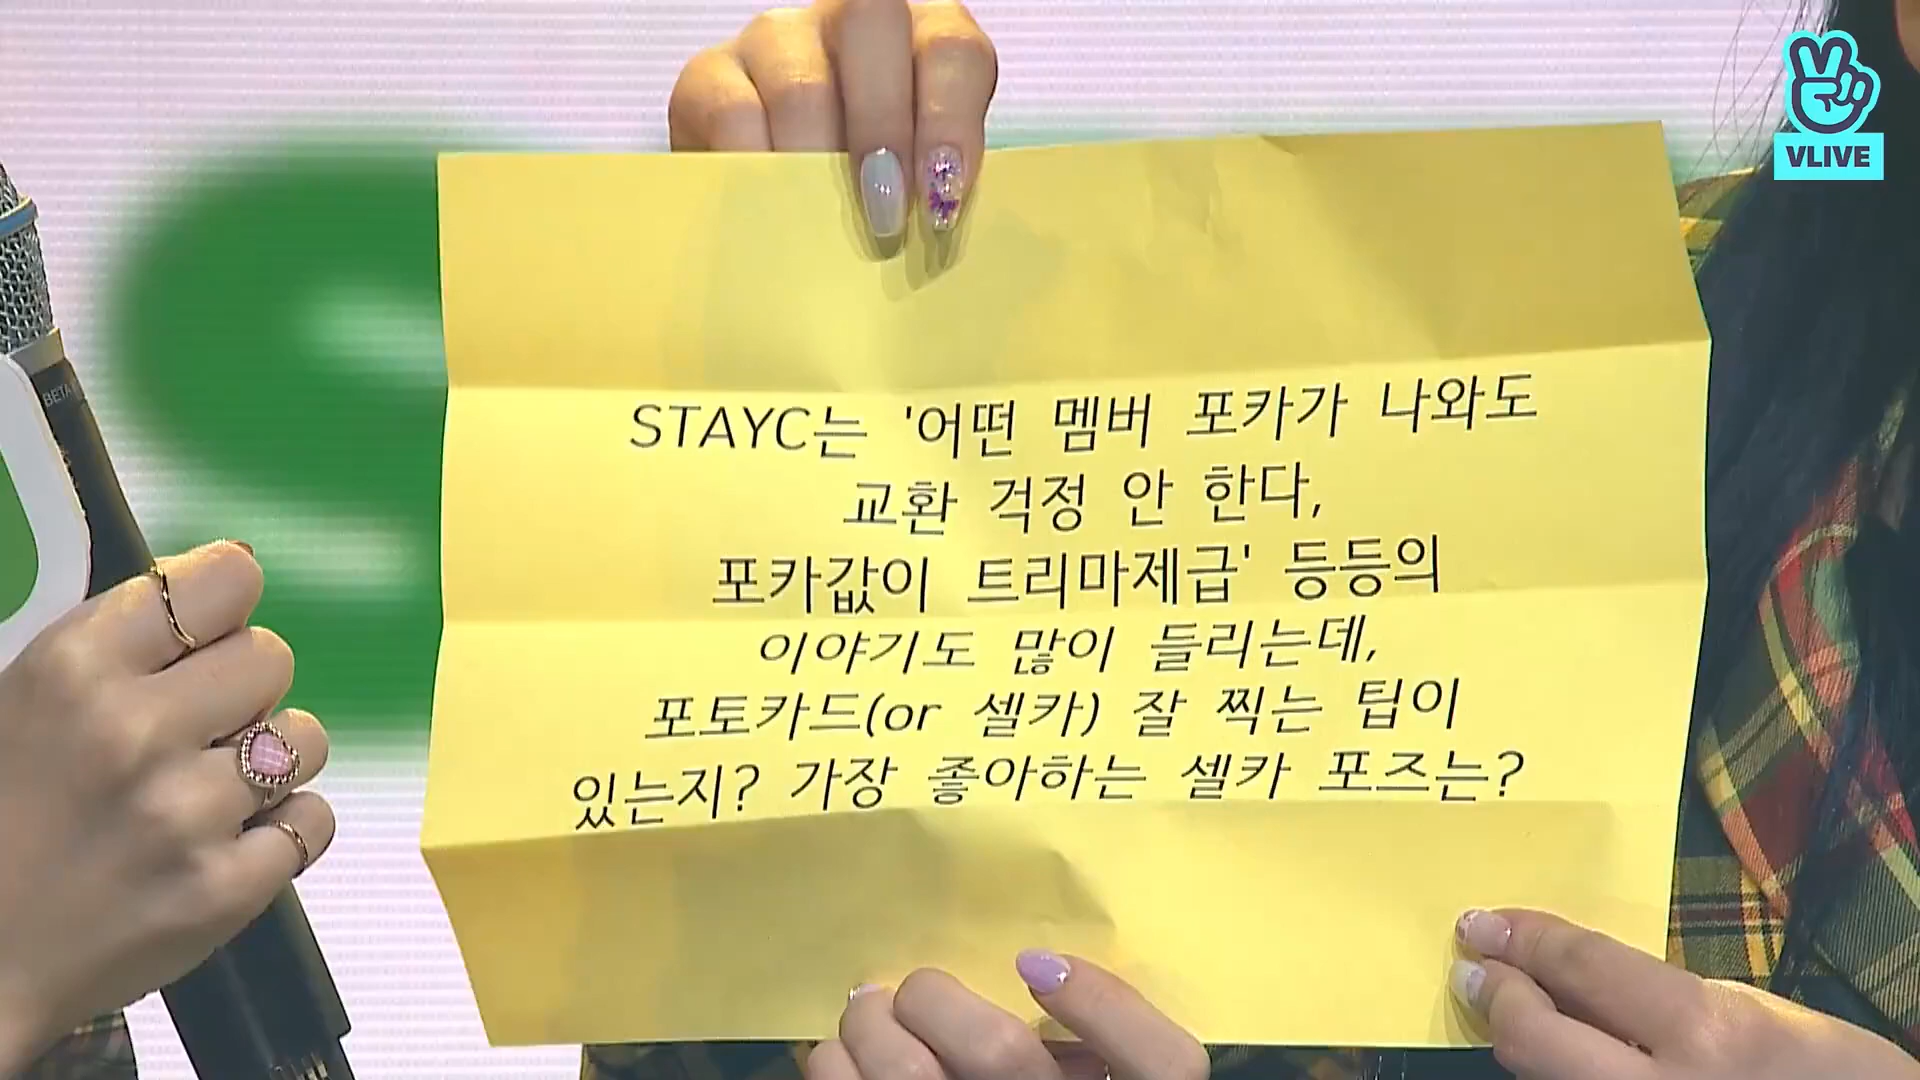 VLIVE
BETA
STAYC는 '어떤 멤버 포카가 나와도
교환 걱정 안 한다,
포카값이 트리마제급' 등등의
이야기도 많이 들리는데,
포토카드(or 셀카) 잘 찍는 팁이
있는지? 가장 좋아하는 셀카 포즈는?